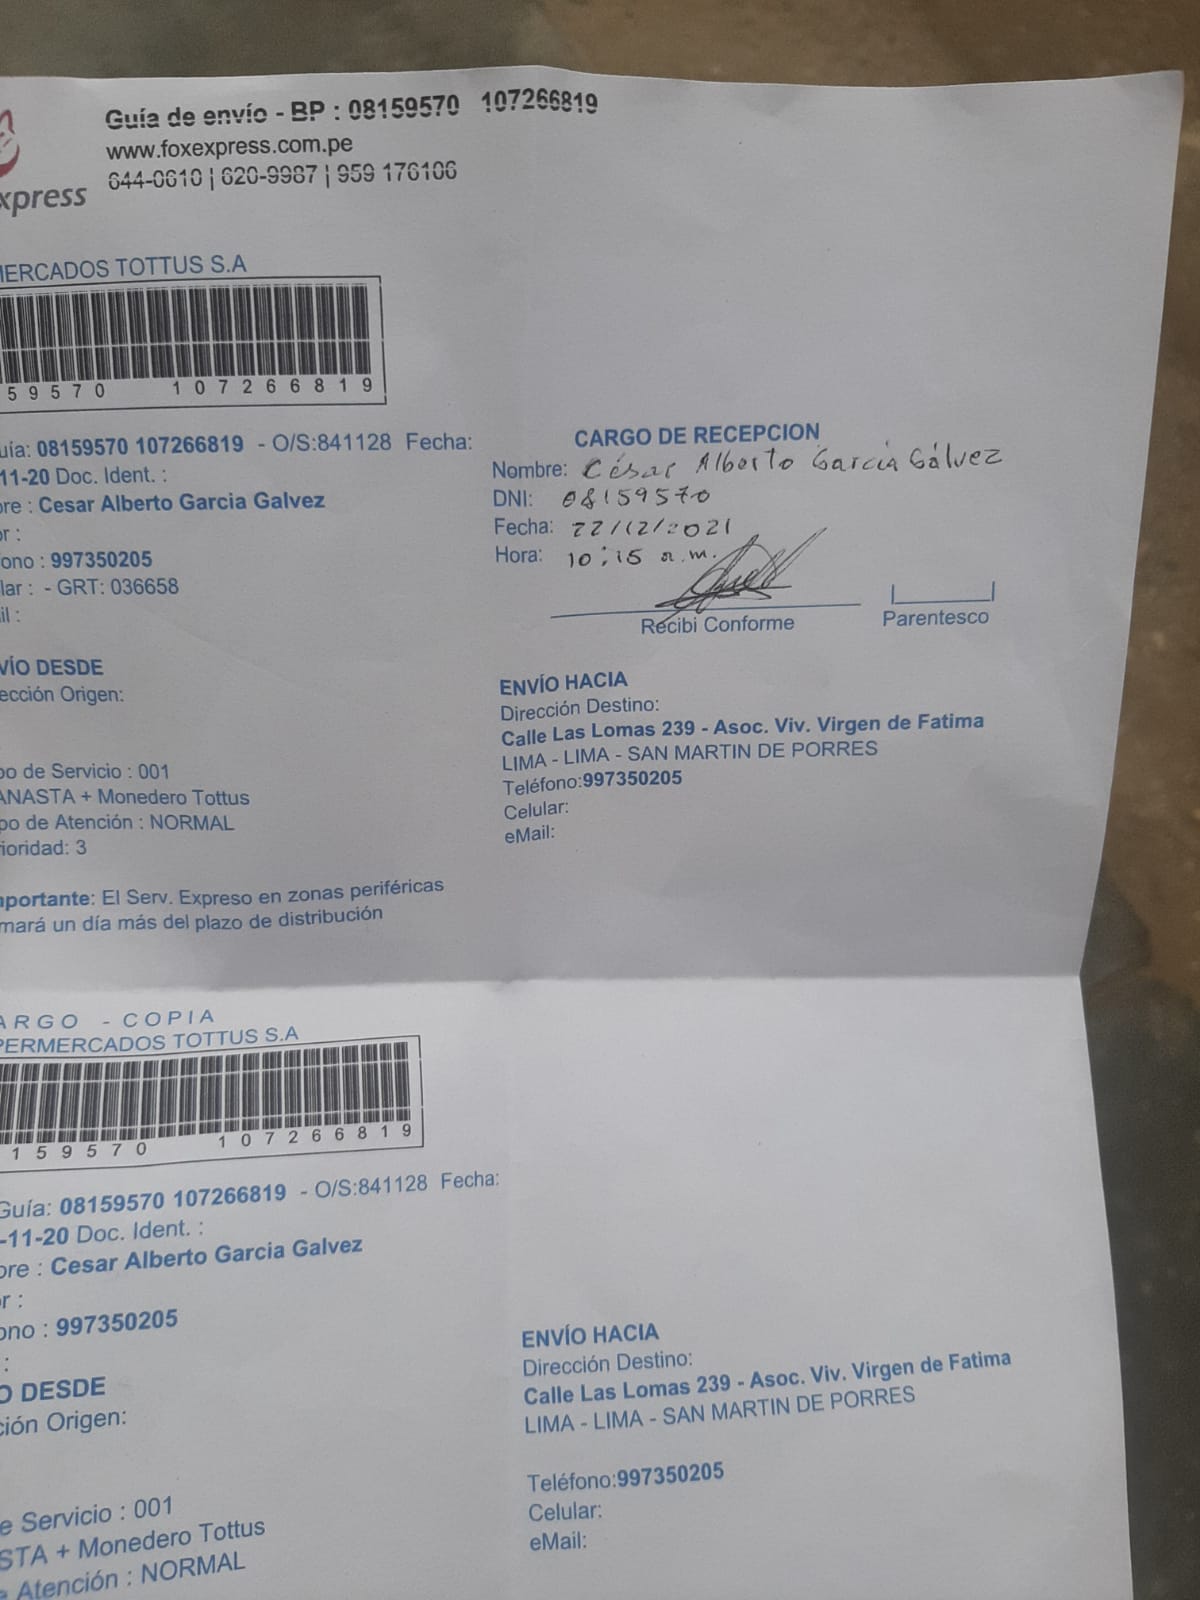 Guía de envío - BP : 08159570 107266819
www.foxexpress.com.pe
644-0610 | 620-9987 | 959 176106
xpress
MERCADOS TOTTUS S.A
59570 107266819
uía: 08159570 107266819 - O/S:841128 Fecha:
11-20 Doc. Ident. :
bre : Cesar Alberto Garcia Galvez
or :
ono : 997350205
lar : - GRT: 036658
il :
CARGO DE RECEPCION
Nombre: César Alberto García Gálvez
DNI: 08159570
Fecha: 22/12/2021
Hora: 10:15 a.m.
Recibi Conforme
Parentesco
VÍO DESDE
ección Origen:
ENVÍO HACIA
Dirección Destino:
Calle Las Lomas 239 - Asoc. Viv. Virgen de Fatima
LIMA - LIMA - SAN MARTIN DE PORRES
Teléfono:997350205
Celular:
eMail:
po de Servicio : 001
ANASTA + Monedero Tottus
po de Atención : NORMAL
ioridad: 3
portante: El Serv. Expreso en zonas periféricas
mará un día más del plazo de distribución
ARGO - COPIA
PERMERCADOS TOTTUS S.A
159570 107266819
Guía: 08159570 107266819 - O/S:841128 Fecha:
-11-20 Doc. Ident. :
bre : Cesar Alberto Garcia Galvez
or :
ono : 997350205
:
O DESDE
ción Origen:
ENVÍO HACIA
Dirección Destino:
Calle Las Lomas 239 - Asoc. Viv. Virgen de Fatima
LIMA - LIMA - SAN MARTIN DE PORRES
Teléfono:997350205
Celular:
eMail:
e Servicio : 001
STA + Monedero Tottus
e Atención : NORMAL